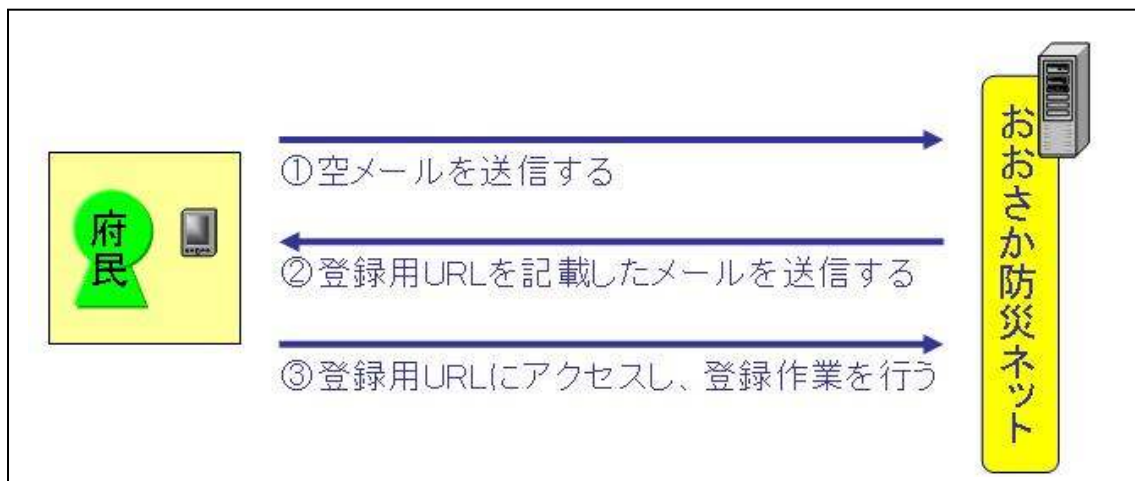 府民
①空メールを送信する
②登録用URLを記載したメールを送信する
③登録用URLにアクセスし、登録作業を行う
おおさか防災ネット